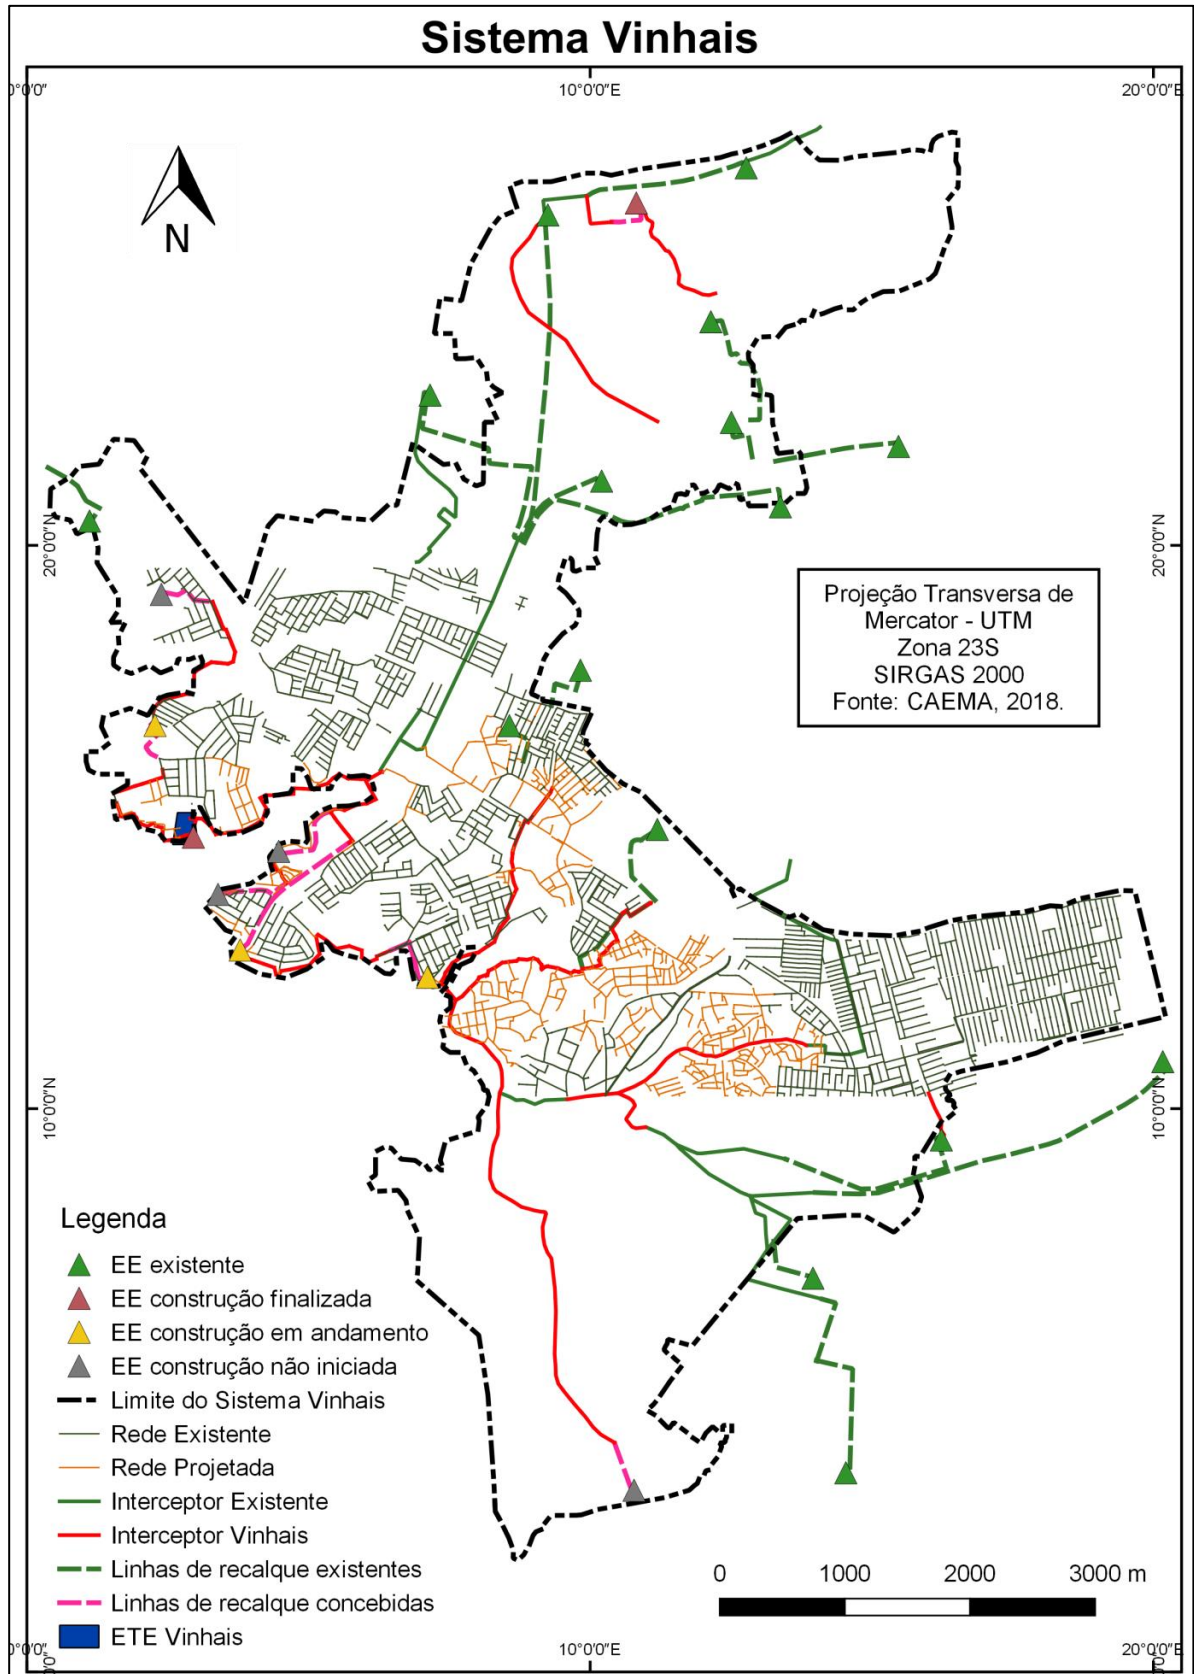 Sistema Vinhais
0°0'0"
10°0'0"E
20°0'0"E
N
20°0'0"N
20°0'0"N
Projeção Transversa de
Mercator - UTM
Zona 23S
SIRGAS 2000
Fonte: CAEMA, 2018.
10°0'0"N
10°0'0"N
Legenda
EE existente
EE construção finalizada
EE construção em andamento
EE construção não iniciada
Limite do Sistema Vinhais
Rede Existente
Rede Projetada
Interceptor Existente
Interceptor Vinhais
Linhas de recalque existentes
Linhas de recalque concebidas
ETE Vinhais
0 1000 2000 3000 m
0°0'0"
10°0'0"E
20°0'0"E